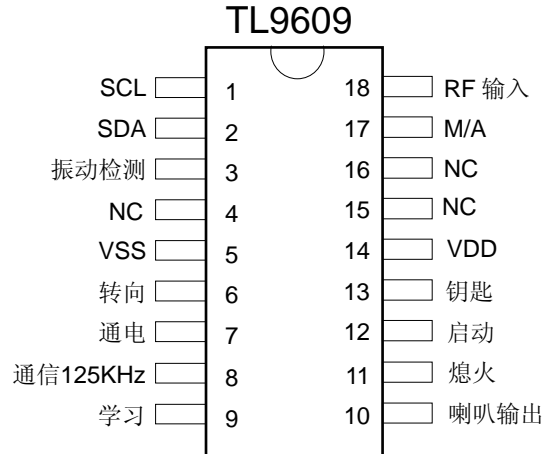 TL9609
SCL 1 18 RF 输入
SDA 2 17 M/A
振动检测 3 16 NC
NC 4 15 NC
VSS 5 14 VDD
转向 6 13 钥匙
通电 7 12 启动
通信125KHz 8 11 熄火
学习 9 10 喇叭输出